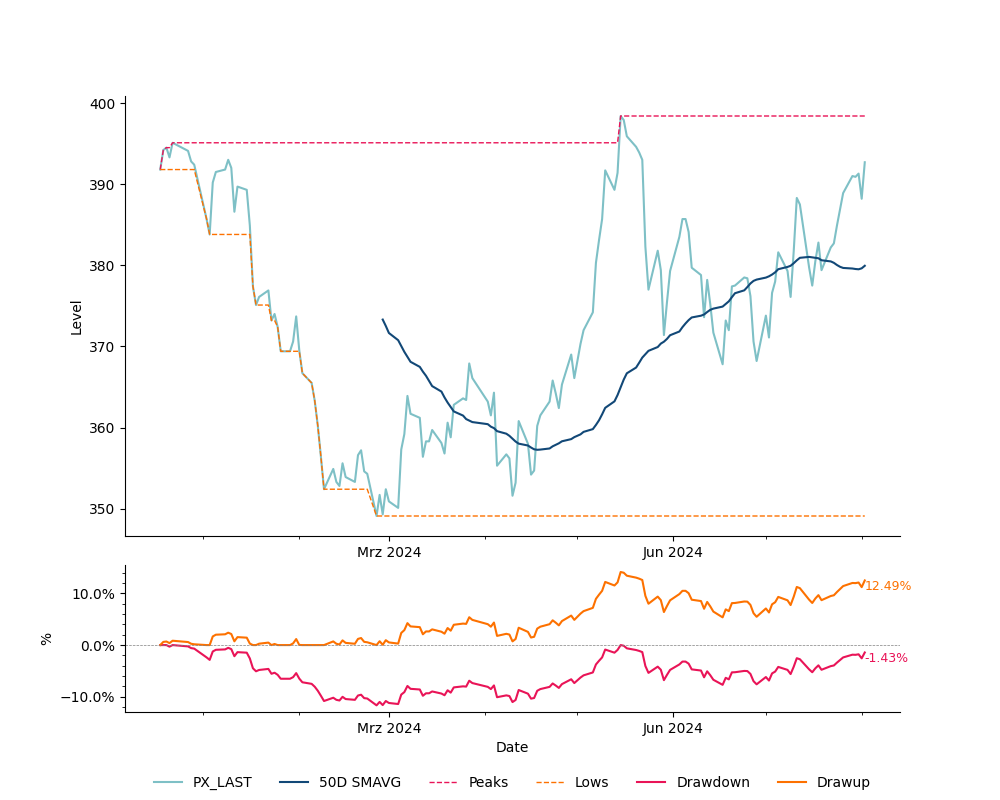 400
390
380
370
360
350
Level
Mrz 2024 Jun 2024
10.0%
0.0%
−10.0%
%
12.49%
-1.43%
Mrz 2024 Jun 2024
Date
PX_LAST 50D SMAVG Peaks Lows Drawdown Drawup